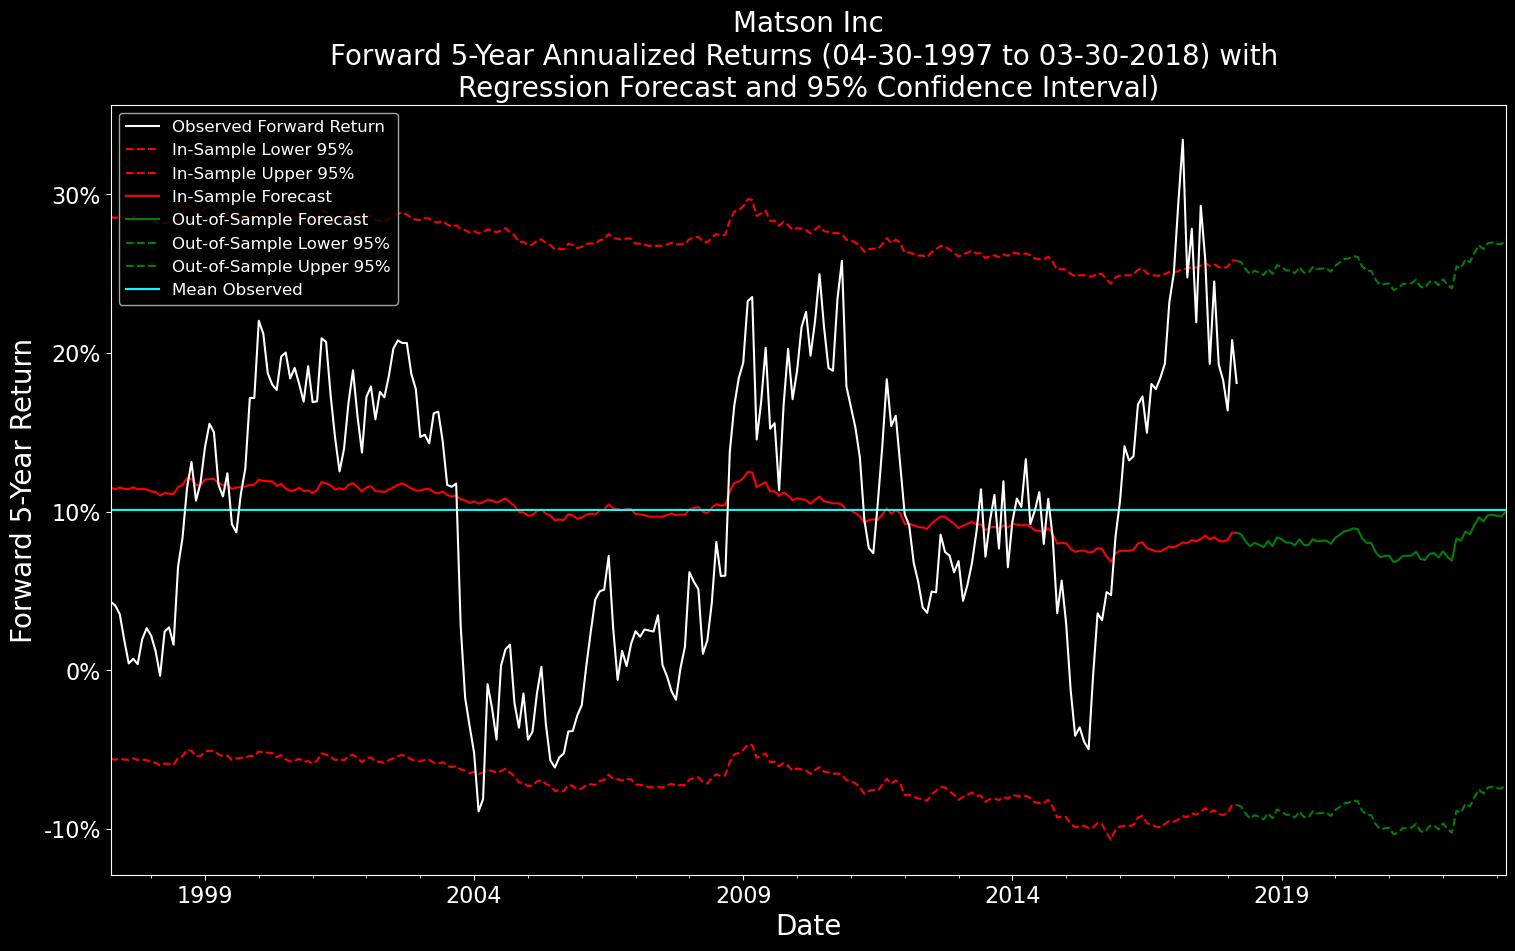 Matson Inc
Forward 5-Year Annualized Returns (04-30-1997 to 03-30-2018) with
Regression Forecast and 95% Confidence Interval)
Observed Forward Return
In-Sample Lower 95%
In-Sample Upper 95%
In-Sample Forecast
Out-of-Sample Forecast
Out-of-Sample Lower 95%
Out-of-Sample Upper 95%
Mean Observed
Forward 5-Year Return
30%
20%
10%
0%
-10%
1999 2004 2009 2014 2019
Date